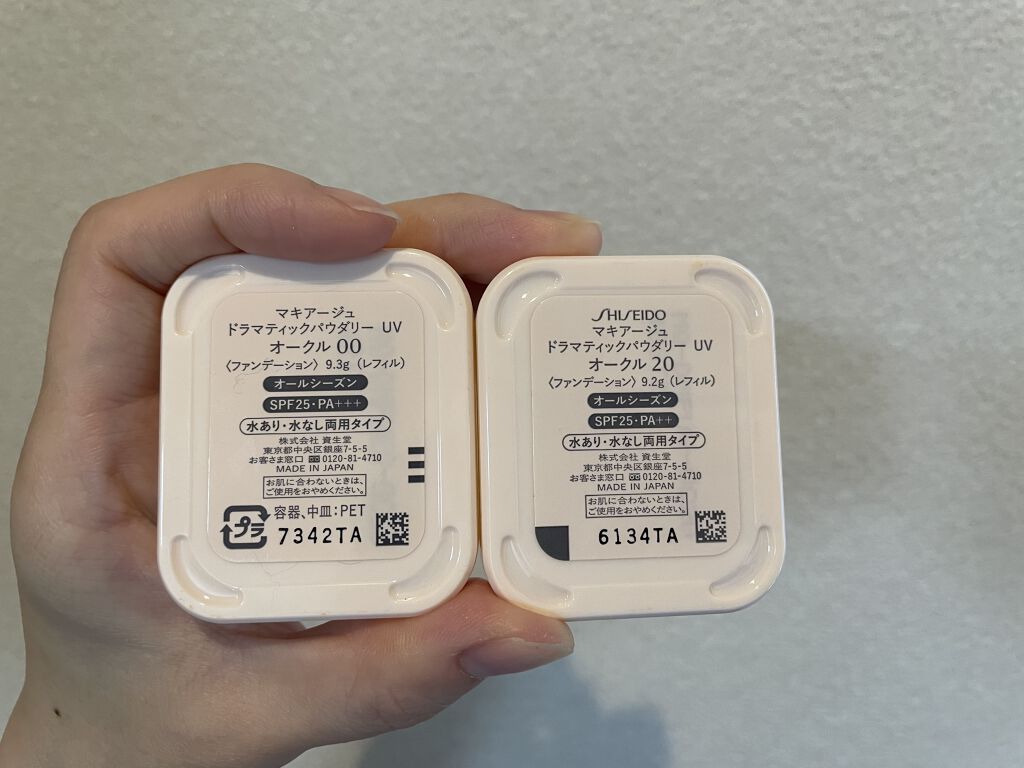 マキアージュ
ドラマティックパウダリー UV
オークル 00
〈ファンデーション〉 9.3g (レフィル)
オールシーズン
SPF25・PA+++
水あり・水なし両用タイプ
株式会社 資生堂
東京都中央区銀座7-5-5
お客さま窓口 0120-81-4710
MADE IN JAPAN
お肌に合わないときは、
ご使用をおやめください。
プラ 容器、中皿:PET
7342TA
SHISEIDO
マキアージュ
ドラマティックパウダリー UV
オークル 20
〈ファンデーション〉 9.2g (レフィル)
オールシーズン
SPF25・PA++
水あり・水なし両用タイプ
株式会社 資生堂
東京都中央区銀座7-5-5
お客さま窓口 0120-81-4710
MADE IN JAPAN
お肌に合わないときは、
ご使用をおやめください。
6134TA